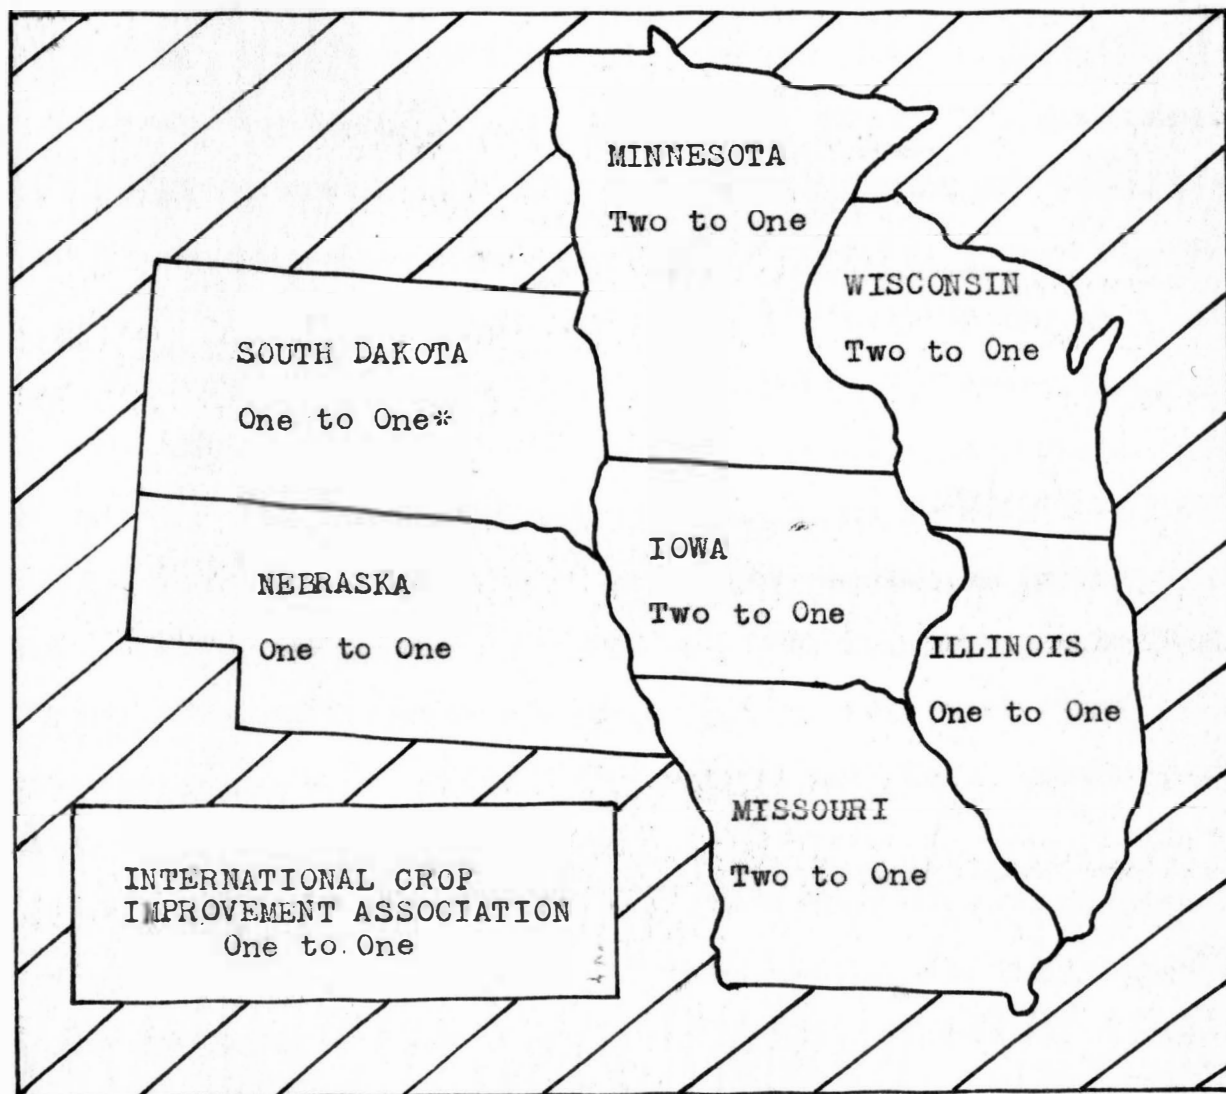 MINNESOTA
Two to One
WISCONSIN
Two to One
SOUTH DAKOTA
One to One*
IOWA
Two to One
NEBRASKA
One to One
ILLINOIS
One to One
MISSOURI
Two to One
INTERNATIONAL CROP
IMPROVEMENT ASSOCIATION
One to One